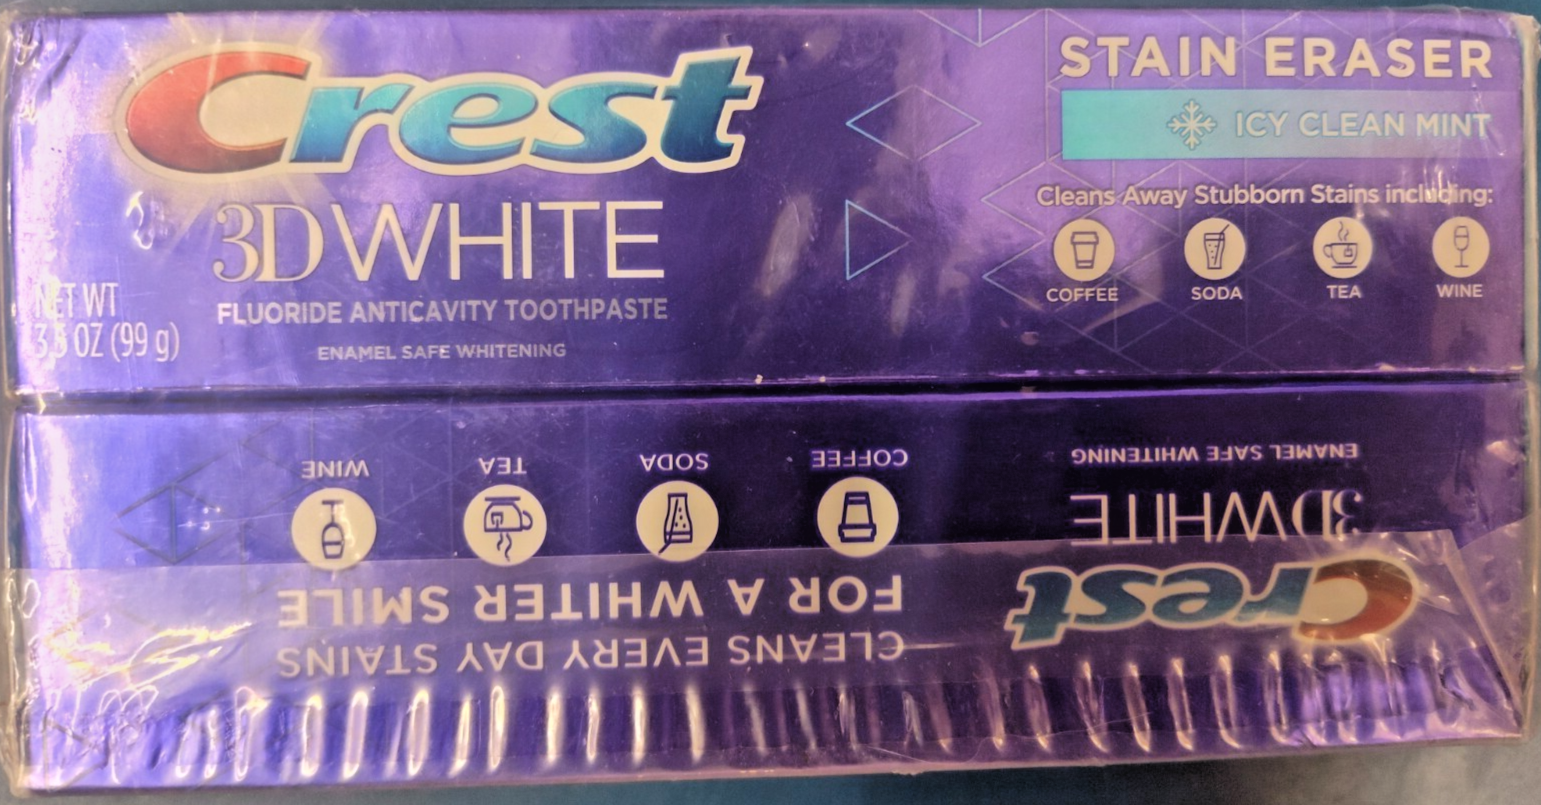 Crest
3D WHITE
FLUORIDE ANTICAVITY TOOTHPASTE
ENAMEL SAFE WHITENING
NET WT
3.5 OZ (99 g)
STAIN ERASER
ICY CLEAN MINT
Cleans Away Stubborn Stains including:
COFFEE SODA TEA WINE
Crest
3D WHITE
ENAMEL SAFE WHITENING
CLEANS EVERY DAY STAINS
FOR A WHITER SMILE
COFFEE SODA TEA WINE